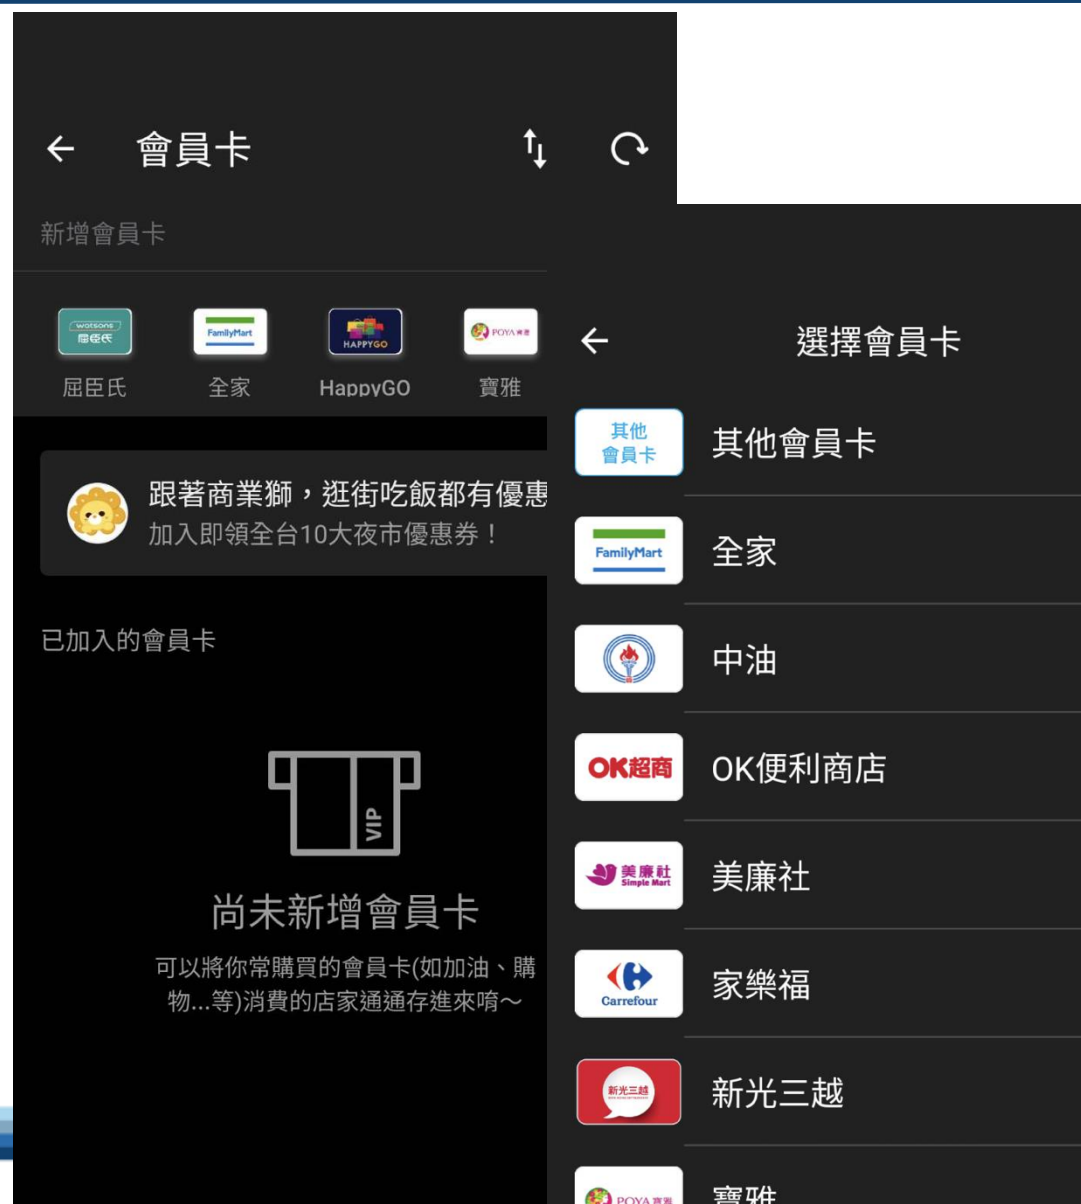 會員卡
新增會員卡
watsons
屈臣氏
FamilyMart
HAPPYGO
POYA 寶雅
屈臣氏
全家
HappyGO
寶雅
跟著商業獅，逛街吃飯都有優惠
加入即領全台10大夜市優惠券！
已加入的會員卡
VIP
尚未新增會員卡
可以將你常購買的會員卡(如加油、購
物...等)消費的店家通通存進來唷～
選擇會員卡
其他
會員卡
其他會員卡
FamilyMart
全家
中油
OK超商
OK便利商店
美廉社
Simple Mart
美廉社
Carrefour
家樂福
新光三越
新光三越
POYA 寶雅
寶雅